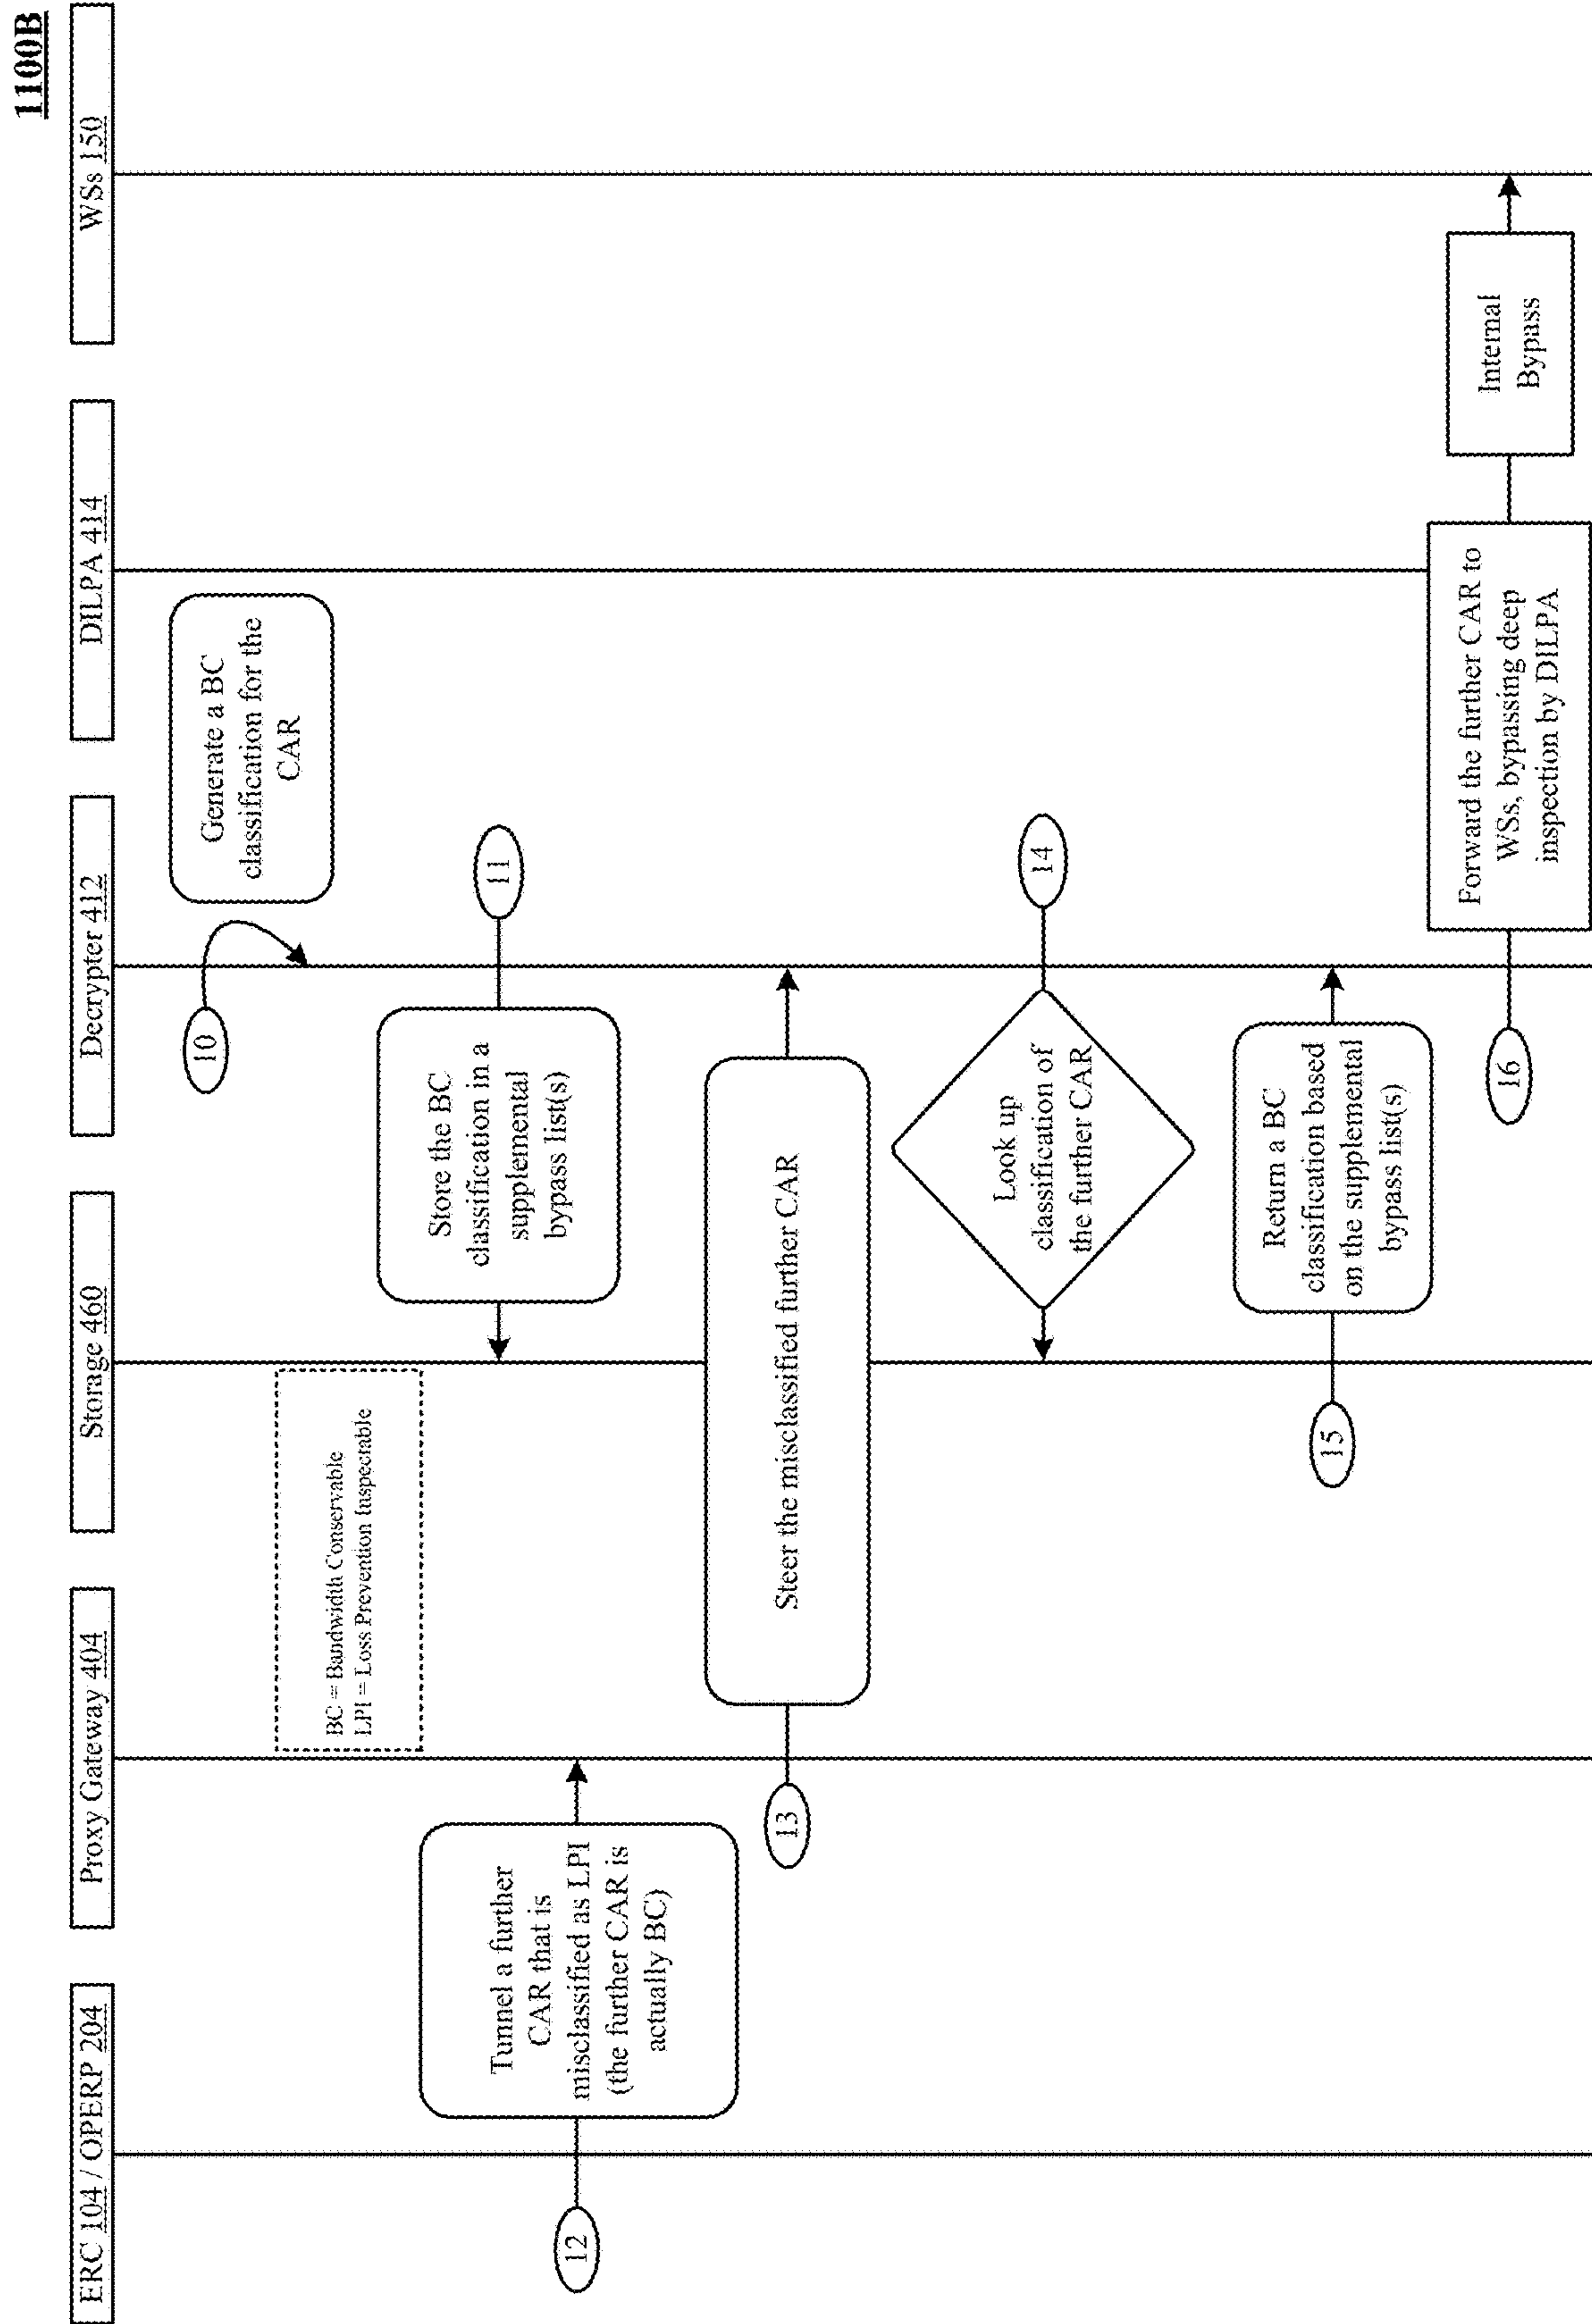 1100B
ERC 104 / OPERP 204
Proxy Gateway 404
Storage 460
Decrypter 412
DILPA 414
WSs 150
10
Generate a BC
classification for the
CAR
BC = Bandwidth Conservable
LPI = Loss Prevention Inspectable
Store the BC
classification in a
supplemental
bypass list(s)
11
12
Tunnel a further
CAR that is
misclassified as LPI
(the further CAR is
actually BC)
13
Steer the misclassified further CAR
Look up
classification of
the further CAR
14
15
Return a BC
classification based
on the supplemental
bypass list(s)
16
Forward the further CAR to
WSs, bypassing deep
inspection by DILPA
Internal
Bypass